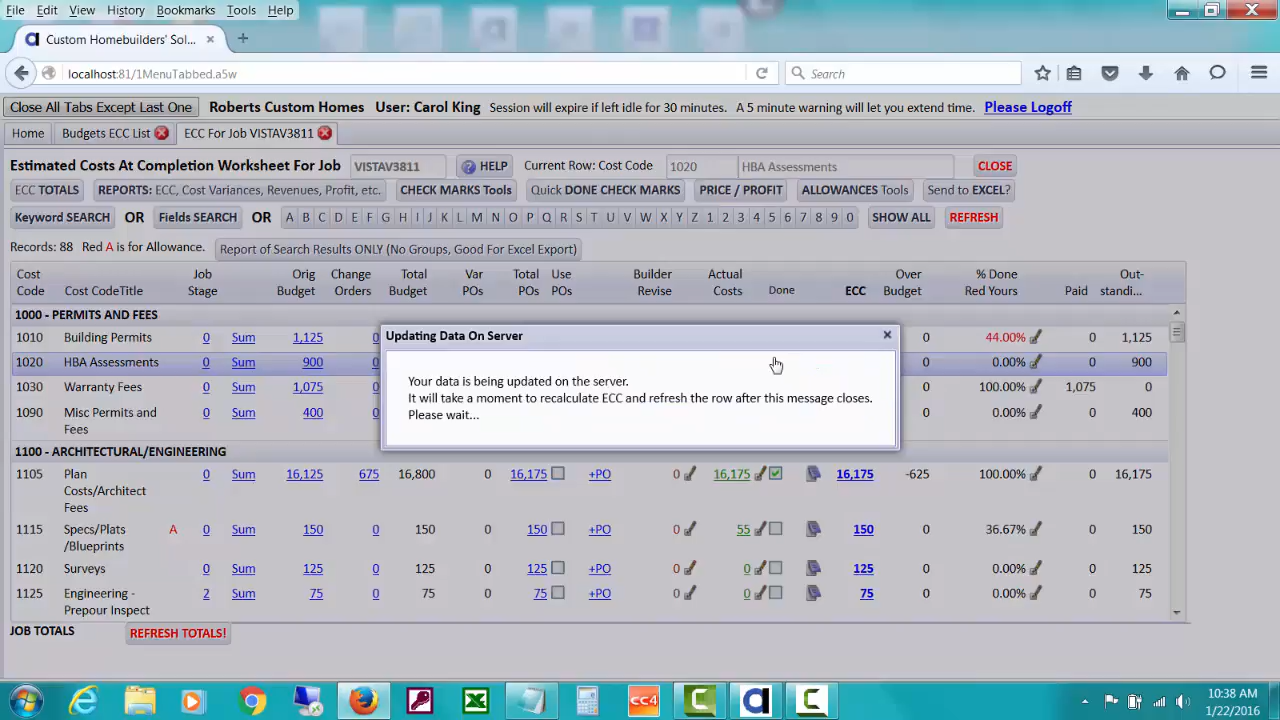 File Edit View History Bookmarks Tools Help
Custom Homebuilders' Sol... × +
localhost:81/1MenuTabbed.a5w Search
Close All Tabs Except Last One Roberts Custom Homes User: Carol King Session will expire if left idle for 30 minutes. A 5 minute warning will let you extend time. Please Logoff
Home Budgets ECC List ECC For Job VISTAV3811
Estimated Costs At Completion Worksheet For Job VISTAV3811 HELP Current Row: Cost Code 1020 HBA Assessments CLOSE
ECC TOTALS REPORTS: ECC, Cost Variances, Revenues, Profit, etc. CHECK MARKS Tools Quick DONE CHECK MARKS PRICE / PROFIT ALLOWANCES Tools Send to EXCEL?
Keyword SEARCH OR Fields SEARCH OR A B C D E F G H I J K L M N O P Q R S T U V W X Y Z 1 2 3 4 5 6 7 8 9 0 SHOW ALL REFRESH
Records: 88 Red A is for Allowance. Report of Search Results ONLY (No Groups, Good For Excel Export)
Cost Job Orig Change Total Var Total Use Builder Actual Over % Done Out-
Code Cost CodeTitle Stage Budget Orders Budget POs POs POs Revise Costs Done ECC Budget Red Yours Paid standi...
1000 - PERMITS AND FEES
1010 Building Permits 0 Sum 1,125 0 44.00% 0 1,125
1020 HBA Assessments 0 Sum 900 0 0.00% 0 900
1030 Warranty Fees 0 Sum 1,075 0 100.00% 1,075 0
1090 Misc Permits and 0 Sum 400 0 0.00% 0 400
Fees
Updating Data On Server
Your data is being updated on the server.
It will take a moment to recalculate ECC and refresh the row after this message closes.
Please wait...
1100 - ARCHITECTURAL/ENGINEERING
1105 Plan 0 Sum 16,125 675 16,800 0 16,175 +PO 0 16,175 16,175 -625 100.00% 0 16,175
Costs/Architect
Fees
1115 Specs/Plats A 0 Sum 150 0 150 0 150 +PO 0 55 150 0 36.67% 0 150
/Blueprints
1120 Surveys 0 Sum 125 0 125 0 125 +PO 0 0 125 0 0.00% 0 125
1125 Engineering - 2 Sum 75 0 75 0 75 +PO 0 0 75 0 0.00% 0 75
Prepour Inspect
JOB TOTALS REFRESH TOTALS!
CC4
10:38 AM
1/22/2016